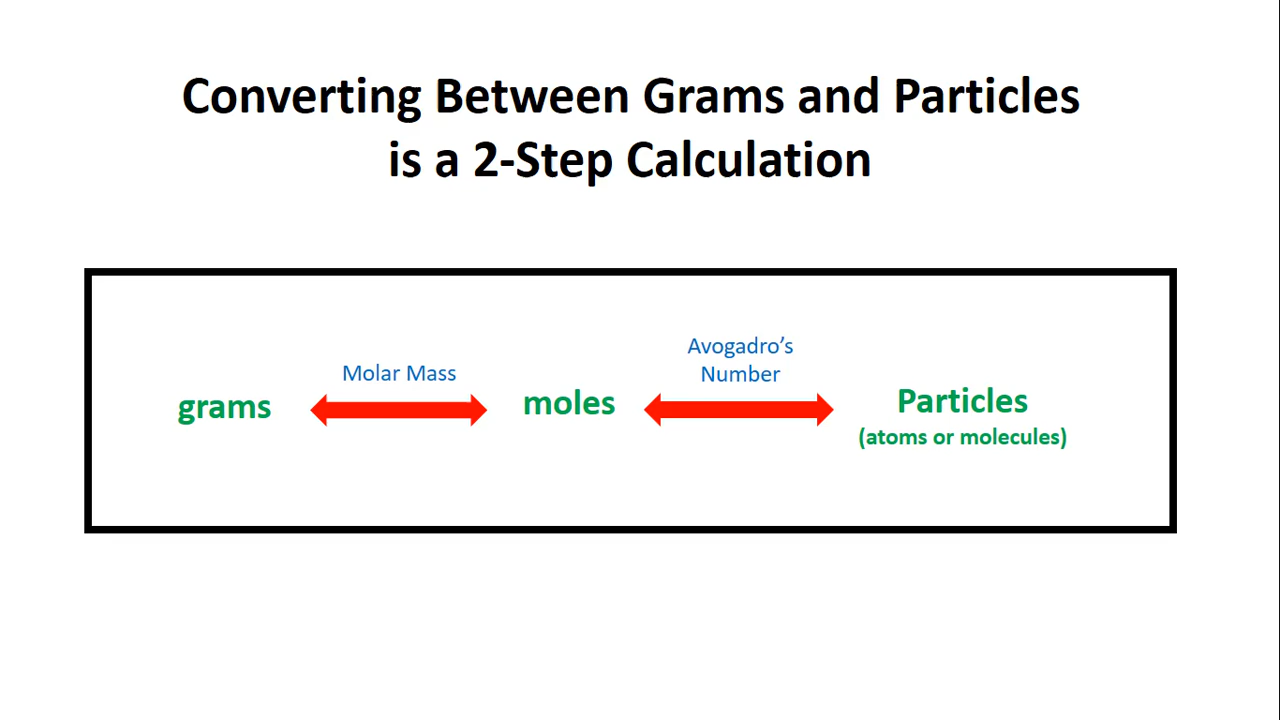 Converting Between Grams and Particles
is a 2-Step Calculation
grams
Molar Mass
moles
Avogadro’s
Number
Particles
(atoms or molecules)